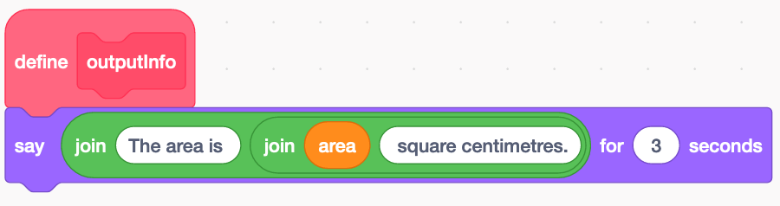 define outputInfo
say join The area is join area square centimetres. for 3 seconds